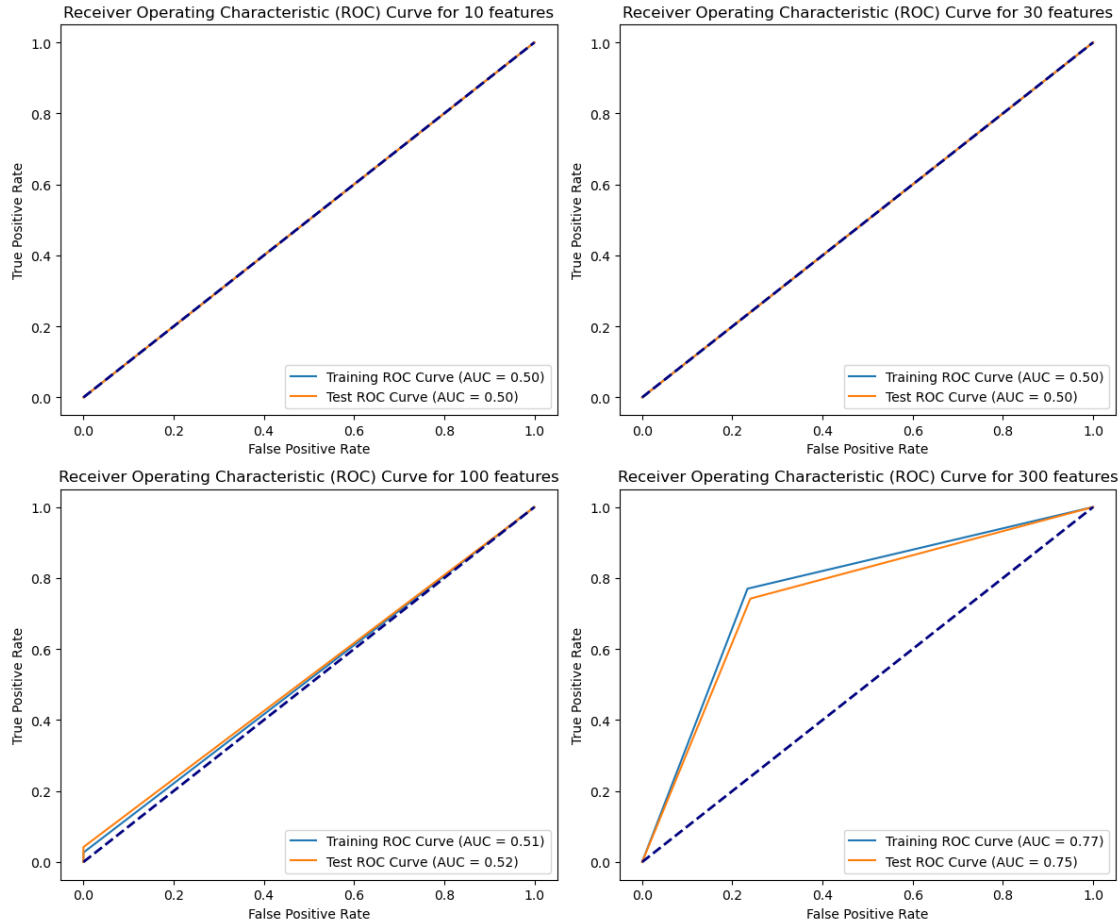 Receiver Operating Characteristic (ROC) Curve for 10 features
True Positive Rate
1.0
0.8
0.6
0.4
0.2
0.0
Training ROC Curve (AUC = 0.50)
Test ROC Curve (AUC = 0.50)
0.0 0.2 0.4 0.6 0.8 1.0
False Positive Rate
Receiver Operating Characteristic (ROC) Curve for 30 features
True Positive Rate
1.0
0.8
0.6
0.4
0.2
0.0
Training ROC Curve (AUC = 0.50)
Test ROC Curve (AUC = 0.50)
0.0 0.2 0.4 0.6 0.8 1.0
False Positive Rate
Receiver Operating Characteristic (ROC) Curve for 100 features
True Positive Rate
1.0
0.8
0.6
0.4
0.2
0.0
Training ROC Curve (AUC = 0.51)
Test ROC Curve (AUC = 0.52)
0.0 0.2 0.4 0.6 0.8 1.0
False Positive Rate
Receiver Operating Characteristic (ROC) Curve for 300 features
True Positive Rate
1.0
0.8
0.6
0.4
0.2
0.0
Training ROC Curve (AUC = 0.77)
Test ROC Curve (AUC = 0.75)
0.0 0.2 0.4 0.6 0.8 1.0
False Positive Rate